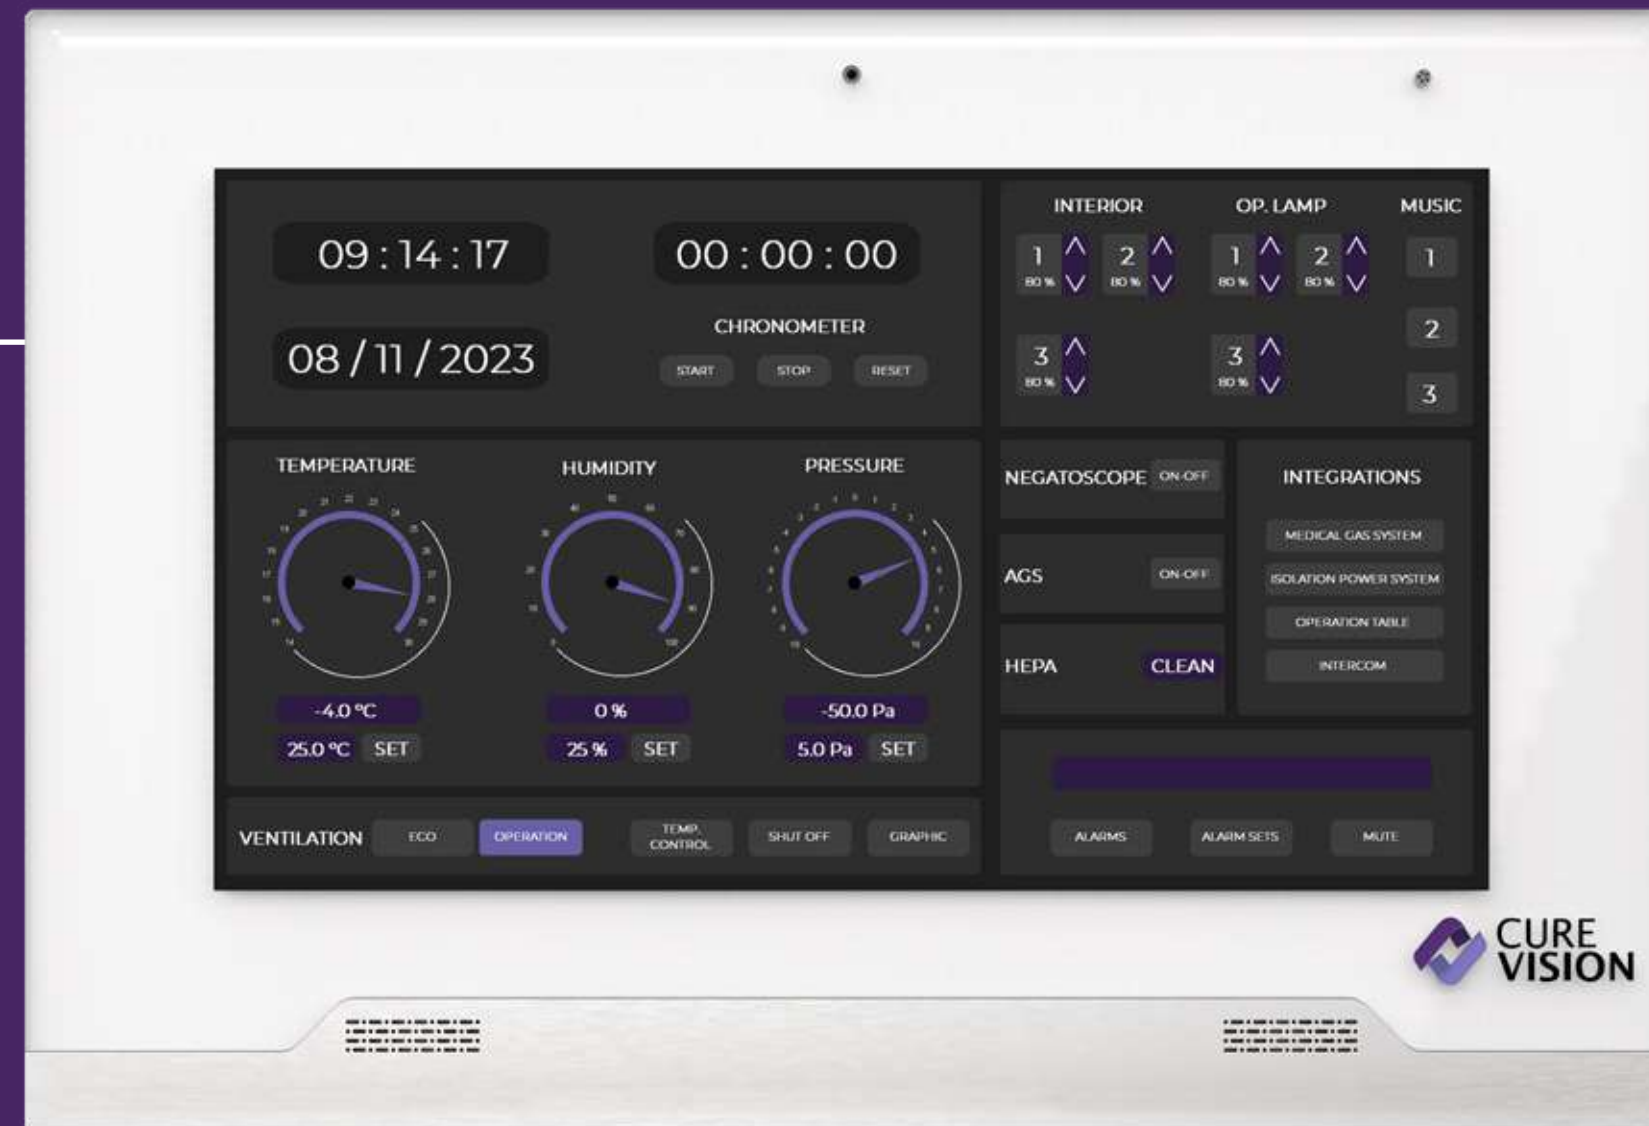 09 : 14 : 17
08 / 11 / 2023
00 : 00 : 00
CHRONOMETER
START STOP RESET
INTERIOR
1 80 % 2 80 %
3 80 %
OP. LAMP
1 80 % 2 80 %
3 80 %
MUSIC
1
2
3
TEMPERATURE
-4.0 ºC
25.0 ºC SET
HUMIDITY
0 %
25 % SET
PRESSURE
-50.0 Pa
5.0 Pa SET
NEGATOSCOPE ON-OFF
AGS ON-OFF
HEPA CLEAN
INTEGRATIONS
MEDICAL GAS SYSTEM
ISOLATION POWER SYSTEM
OPERATION TABLE
INTERCOM
VENTILATION ECO OPERATION TEMP. CONTROL SHUT OFF GRAPHIC
ALARMS ALARM SETS MUTE
CURE
VISION